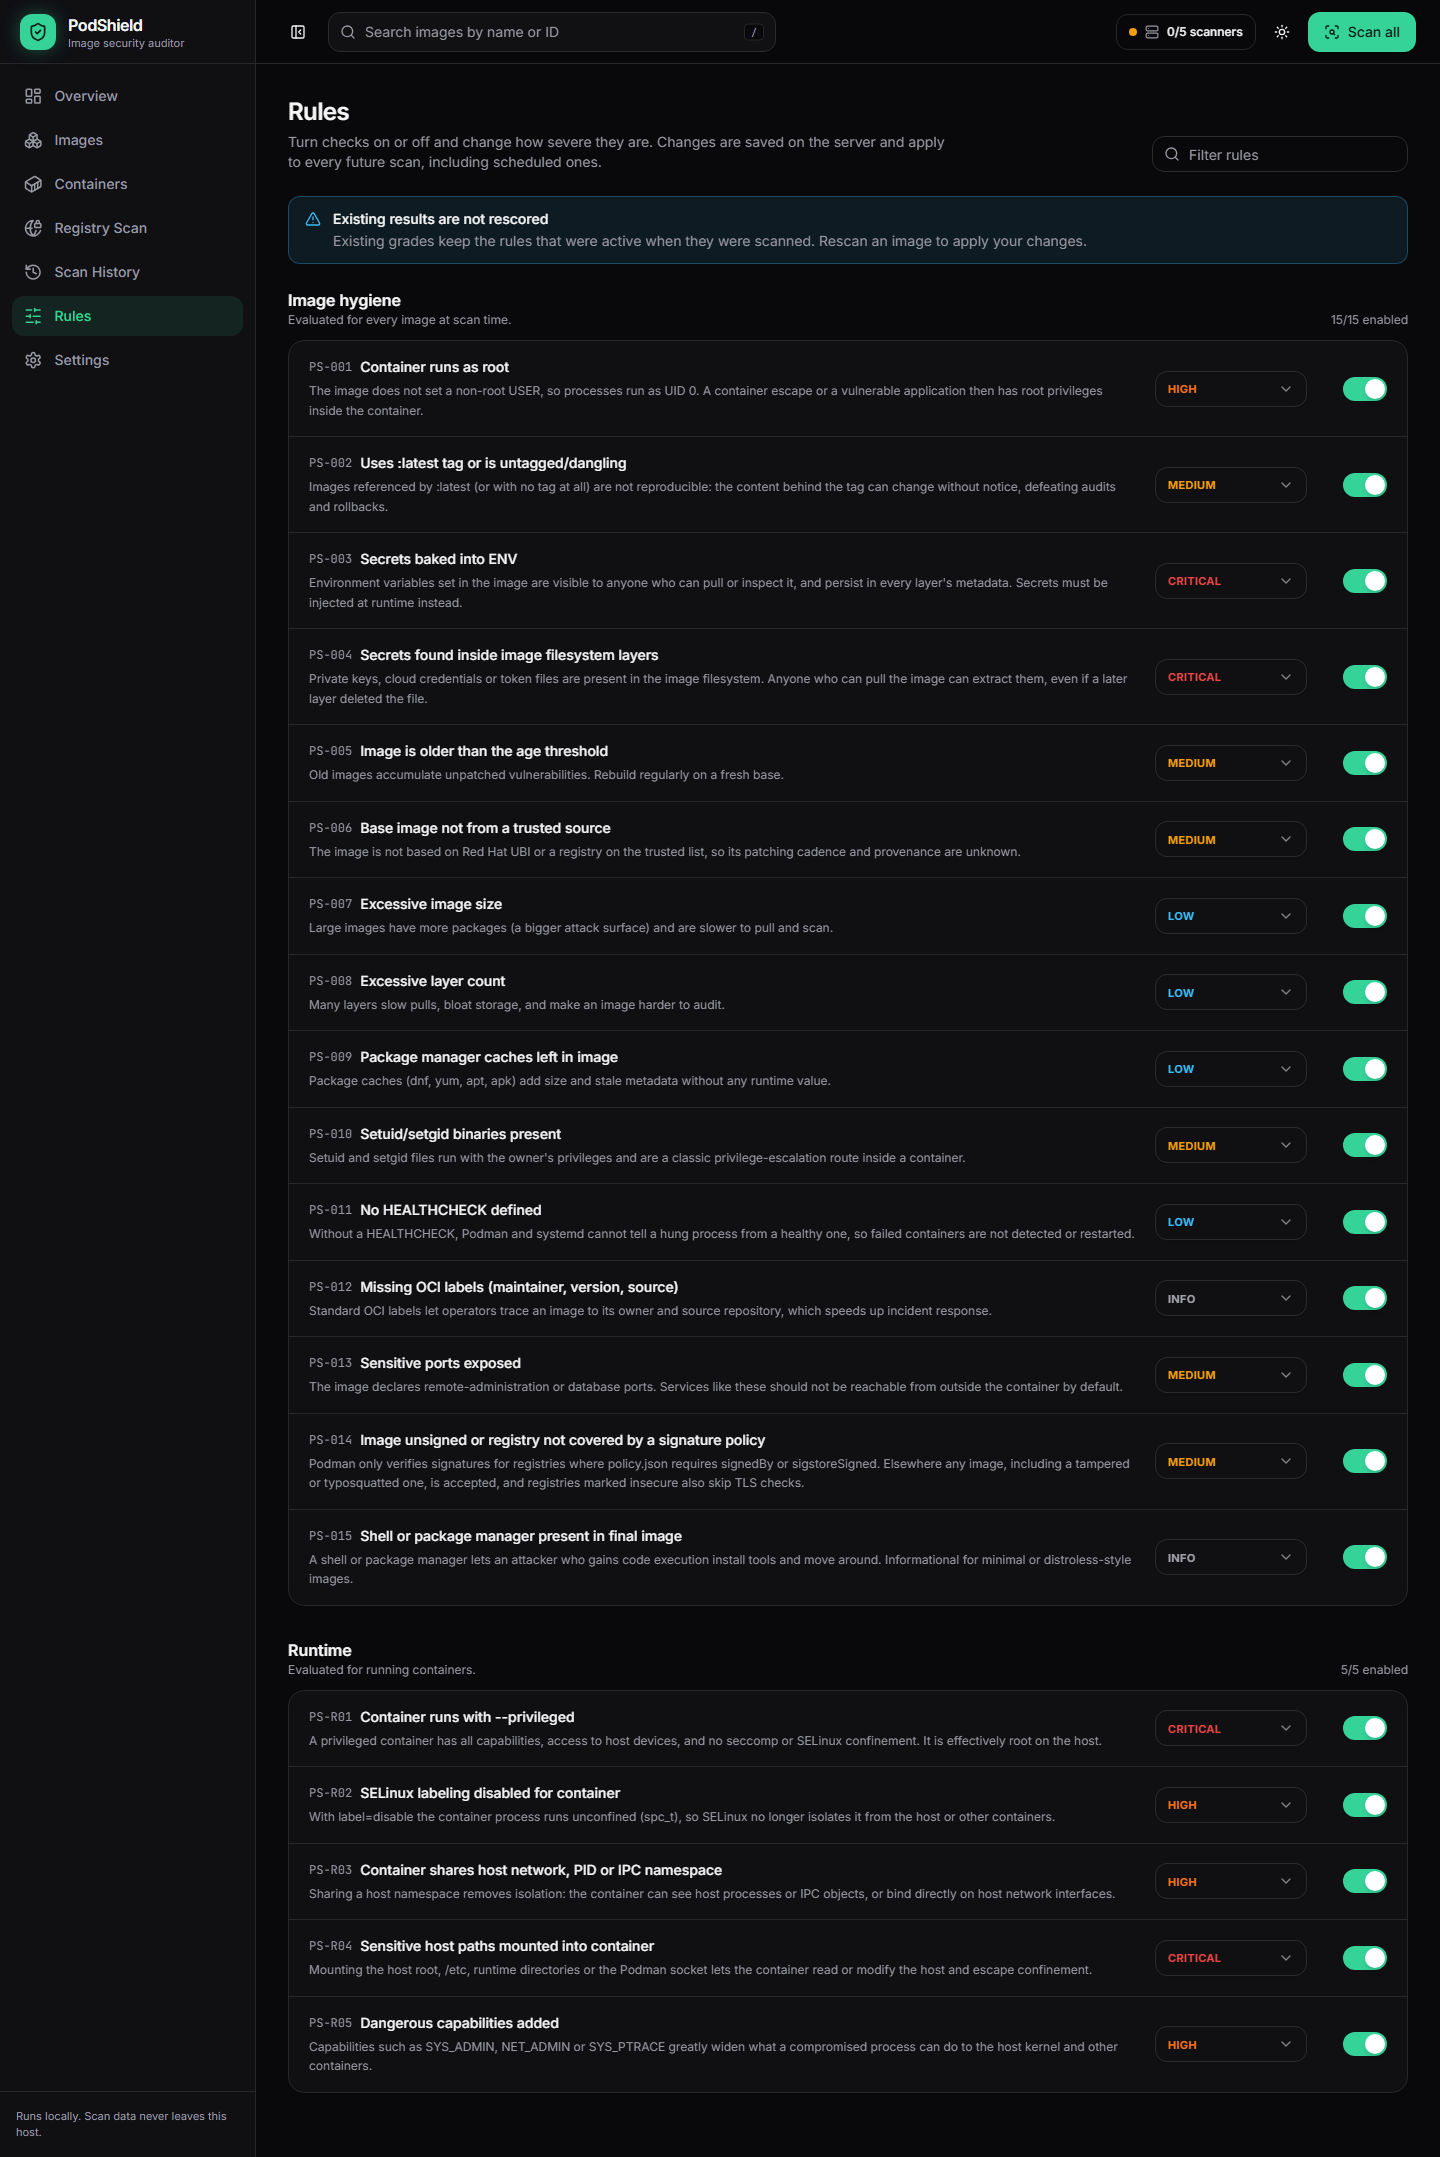 PodShield
Image security auditor
Search images by name or ID
/
0/5 scanners
Scan all
Overview
Images
Containers
Registry Scan
Scan History
Rules
Settings
Rules
Turn checks on or off and change how severe they are. Changes are saved on the server and apply
to every future scan, including scheduled ones.
Filter rules
Existing results are not rescored
Existing grades keep the rules that were active when they were scanned. Rescan an image to apply your changes.
Image hygiene
Evaluated for every image at scan time.
15/15 enabled
PS-001 Container runs as root
The image does not set a non-root USER, so processes run as UID 0. A container escape or a vulnerable application then has root privileges
inside the container.
HIGH
PS-002 Uses :latest tag or is untagged/dangling
Images referenced by :latest (or with no tag at all) are not reproducible: the content behind the tag can change without notice, defeating audits
and rollbacks.
MEDIUM
PS-003 Secrets baked into ENV
Environment variables set in the image are visible to anyone who can pull or inspect it, and persist in every layer's metadata. Secrets must be
injected at runtime instead.
CRITICAL
PS-004 Secrets found inside image filesystem layers
Private keys, cloud credentials or token files are present in the image filesystem. Anyone who can pull the image can extract them, even if a later
layer deleted the file.
CRITICAL
PS-005 Image is older than the age threshold
Old images accumulate unpatched vulnerabilities. Rebuild regularly on a fresh base.
MEDIUM
PS-006 Base image not from a trusted source
The image is not based on Red Hat UBI or a registry on the trusted list, so its patching cadence and provenance are unknown.
MEDIUM
PS-007 Excessive image size
Large images have more packages (a bigger attack surface) and are slower to pull and scan.
LOW
PS-008 Excessive layer count
Many layers slow pulls, bloat storage, and make an image harder to audit.
LOW
PS-009 Package manager caches left in image
Package caches (dnf, yum, apt, apk) add size and stale metadata without any runtime value.
LOW
PS-010 Setuid/setgid binaries present
Setuid and setgid files run with the owner's privileges and are a classic privilege-escalation route inside a container.
MEDIUM
PS-011 No HEALTHCHECK defined
Without a HEALTHCHECK, Podman and systemd cannot tell a hung process from a healthy one, so failed containers are not detected or restarted.
LOW
PS-012 Missing OCI labels (maintainer, version, source)
Standard OCI labels let operators trace an image to its owner and source repository, which speeds up incident response.
INFO
PS-013 Sensitive ports exposed
The image declares remote-administration or database ports. Services like these should not be reachable from outside the container by default.
MEDIUM
PS-014 Image unsigned or registry not covered by a signature policy
Podman only verifies signatures for registries where policy.json requires signedBy or sigstoreSigned. Elsewhere any image, including a tampered
or typosquatted one, is accepted, and registries marked insecure also skip TLS checks.
MEDIUM
PS-015 Shell or package manager present in final image
A shell or package manager lets an attacker who gains code execution install tools and move around. Informational for minimal or distroless-style
images.
INFO
Runtime
Evaluated for running containers.
5/5 enabled
PS-R01 Container runs with --privileged
A privileged container has all capabilities, access to host devices, and no seccomp or SELinux confinement. It is effectively root on the host.
CRITICAL
PS-R02 SELinux labeling disabled for container
With label=disable the container process runs unconfined (spc_t), so SELinux no longer isolates it from the host or other containers.
HIGH
PS-R03 Container shares host network, PID or IPC namespace
Sharing a host namespace removes isolation: the container can see host processes or IPC objects, or bind directly on host network interfaces.
HIGH
PS-R04 Sensitive host paths mounted into container
Mounting the host root, /etc, runtime directories or the Podman socket lets the container read or modify the host and escape confinement.
CRITICAL
PS-R05 Dangerous capabilities added
Capabilities such as SYS_ADMIN, NET_ADMIN or SYS_PTRACE greatly widen what a compromised process can do to the host kernel and other
containers.
HIGH
Runs locally. Scan data never leaves this
host.